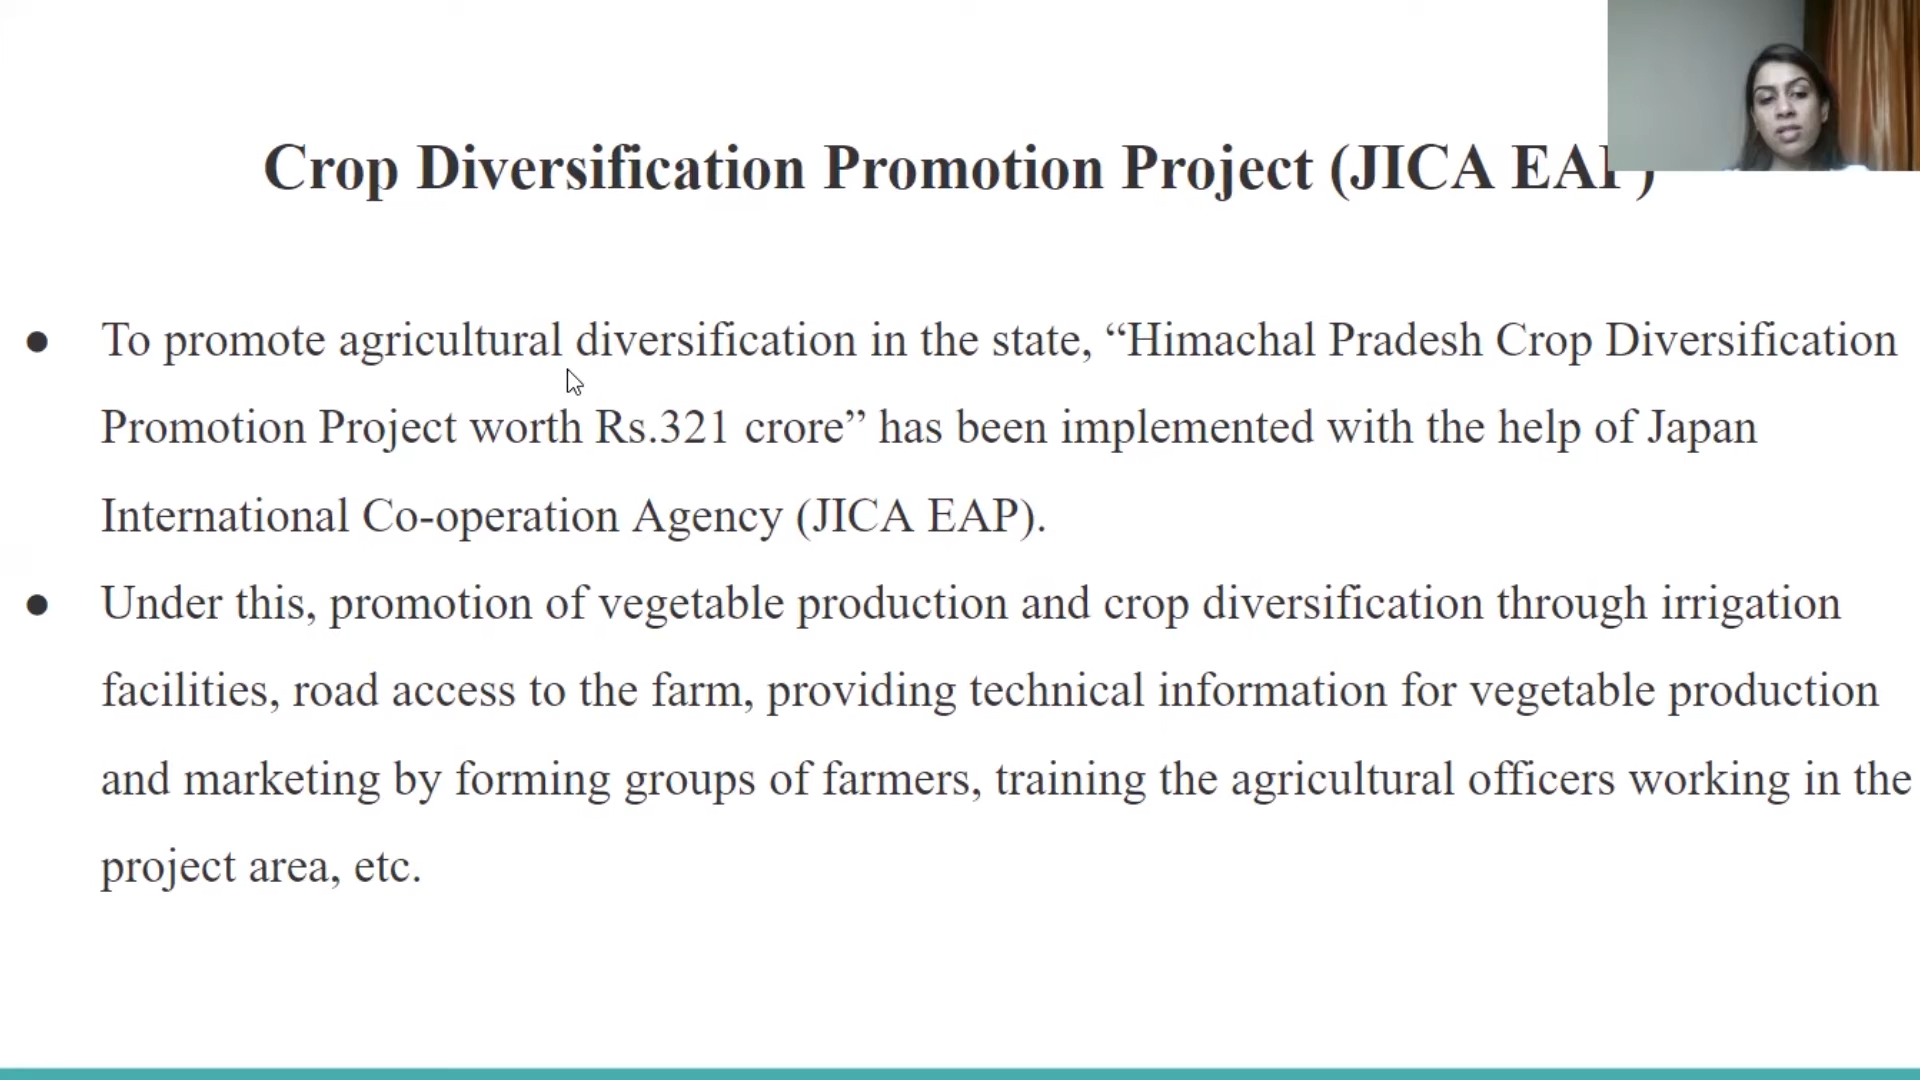 Crop Diversification Promotion Project (JICA EAP)
● To promote agricultural diversification in the state, “Himachal Pradesh Crop Diversification
Promotion Project worth Rs.321 crore” has been implemented with the help of Japan
International Co-operation Agency (JICA EAP).
● Under this, promotion of vegetable production and crop diversification through irrigation
facilities, road access to the farm, providing technical information for vegetable production
and marketing by forming groups of farmers, training the agricultural officers working in the
project area, etc.